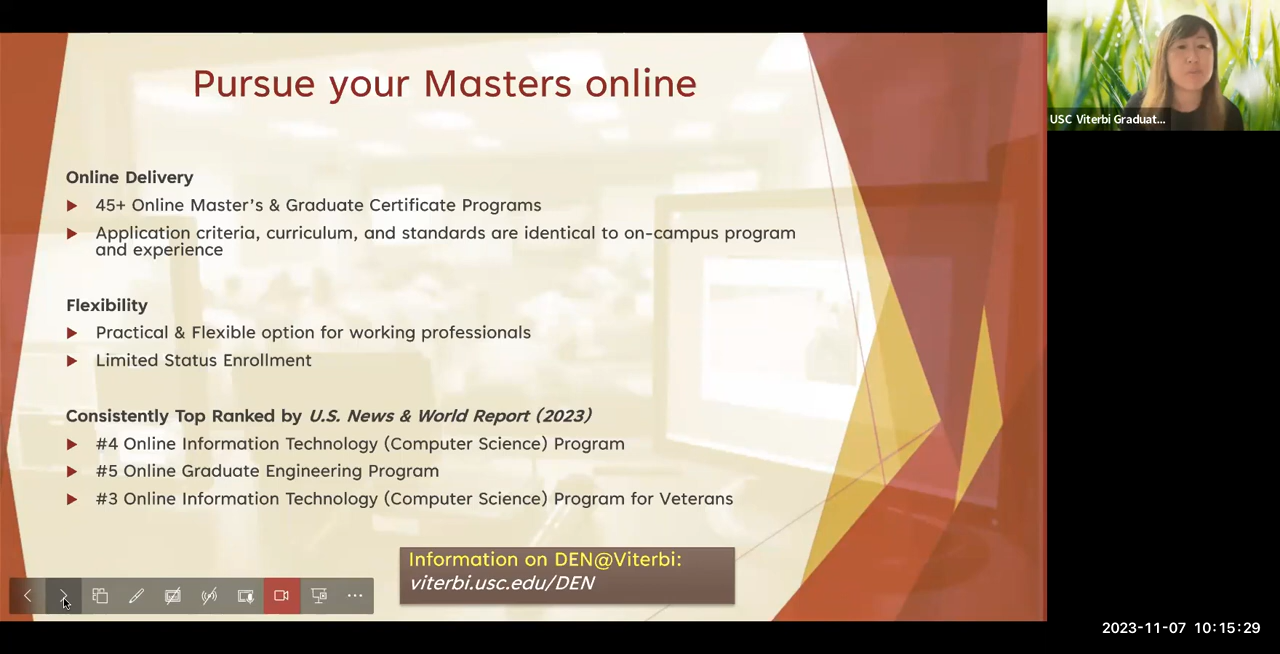 Pursue your Masters online
Online Delivery
45+ Online Master's & Graduate Certificate Programs
Application criteria, curriculum, and standards are identical to on-campus program
and experience
Flexibility
Practical & Flexible option for working professionals
Limited Status Enrollment
Consistently Top Ranked by U.S. News & World Report (2023)
#4 Online Information Technology (Computer Science) Program
#5 Online Graduate Engineering Program
#3 Online Information Technology (Computer Science) Program for Veterans
Information on DEN@Viterbi:
viterbi.usc.edu/DEN
USC Viterbi Graduat...
2023-11-07 10:15:29